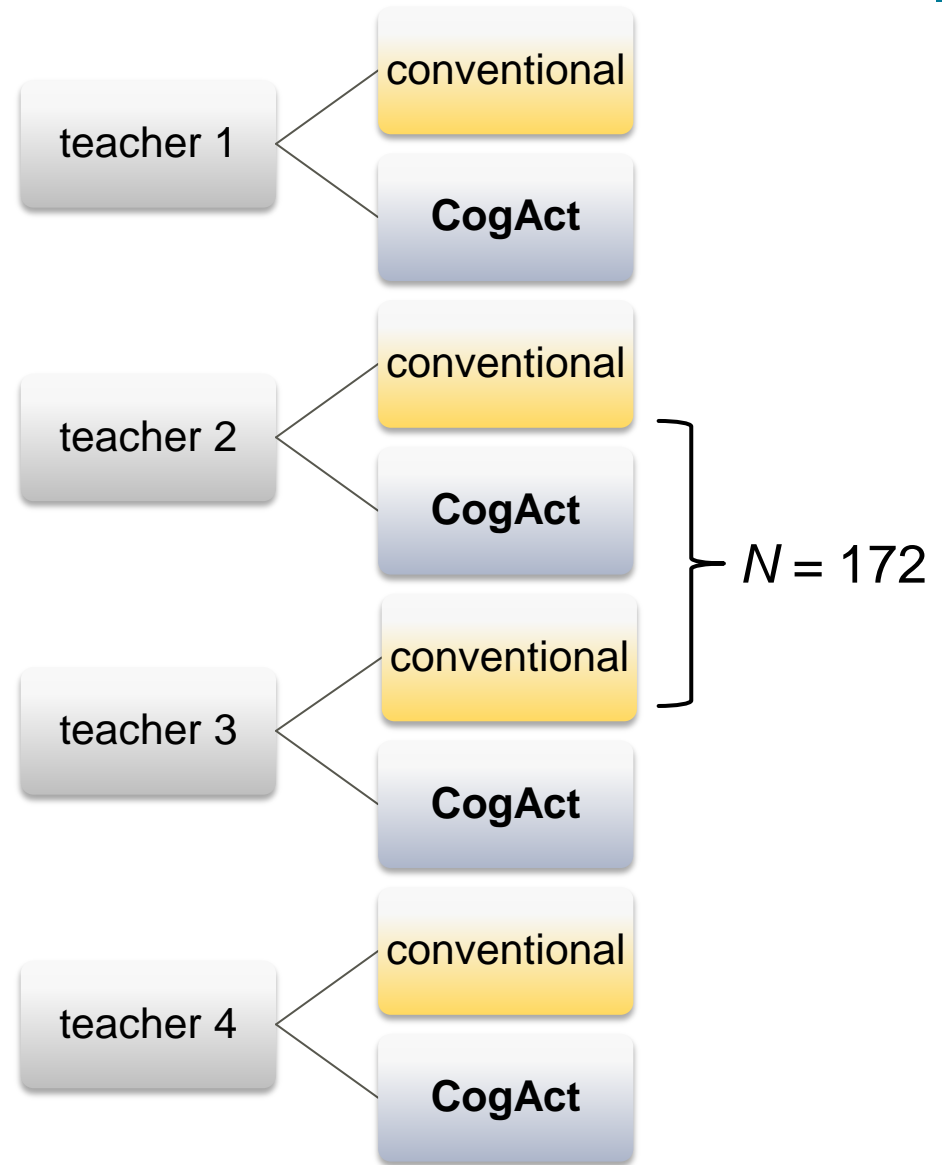 teacher 1
conventional
CogAct
teacher 2
conventional
CogAct
N = 172
teacher 3
conventional
CogAct
teacher 4
conventional
CogAct